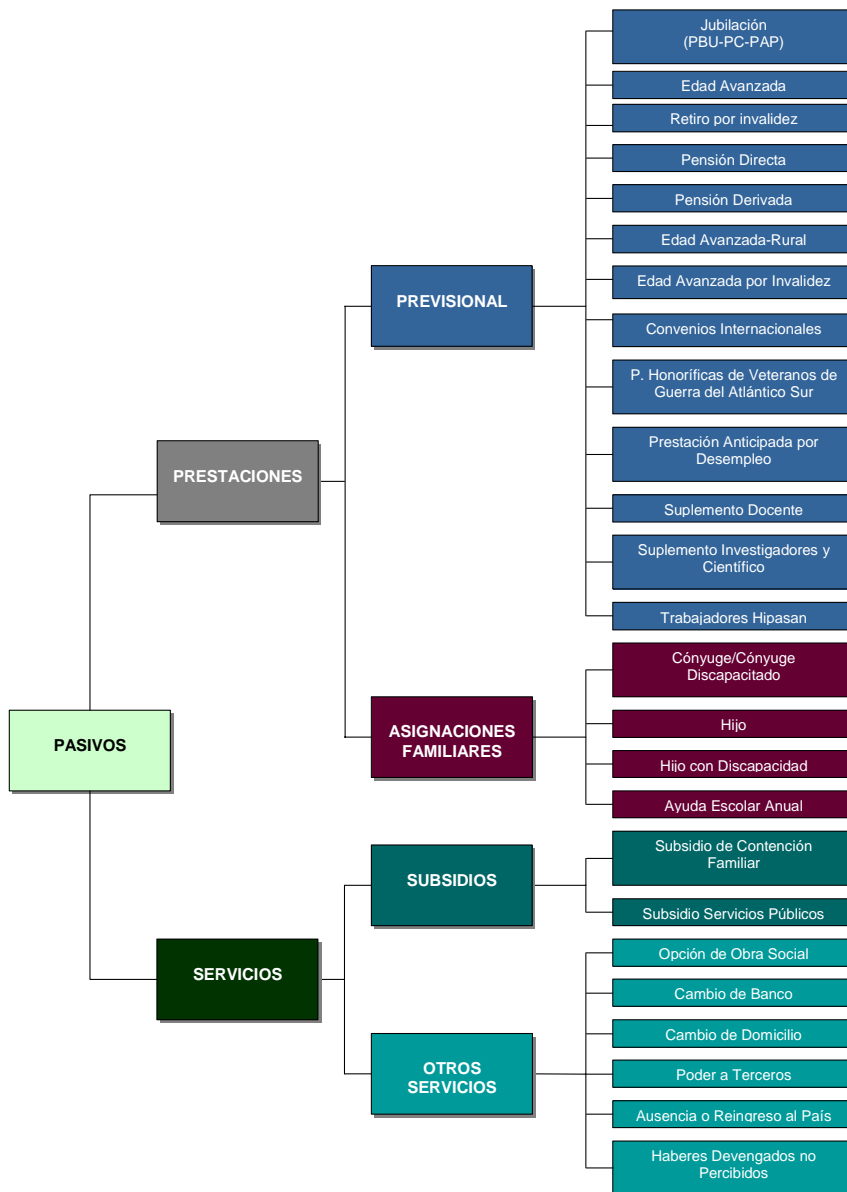 PASIVOS
PRESTACIONES
PREVISIONAL
Jubilación
(PBU-PC-PAP)
Edad Avanzada
Retiro por invalidez
Pensión Directa
Pensión Derivada
Edad Avanzada-Rural
Edad Avanzada por Invalidez
Convenios Internacionales
P. Honoríficas de Veteranos de
Guerra del Atlántico Sur
Prestación Anticipada por
Desempleo
Suplemento Docente
Suplemento Investigadores y
Científico
Trabajadores Hipasan
ASIGNACIONES
FAMILIARES
Cónyuge/Cónyuge
Discapacitado
Hijo
Hijo con Discapacidad
Ayuda Escolar Anual
SERVICIOS
SUBSIDIOS
Subsidio de Contención
Familiar
Subsidio Servicios Públicos
OTROS
SERVICIOS
Opción de Obra Social
Cambio de Banco
Cambio de Domicilio
Poder a Terceros
Ausencia o Reingreso al País
Haberes Devengados no
Percibidos